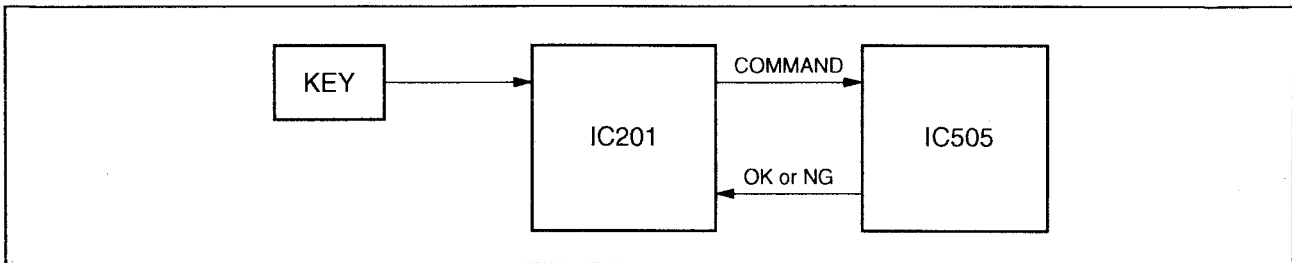 KEY
COMMAND
IC201
IC505
OK or NG